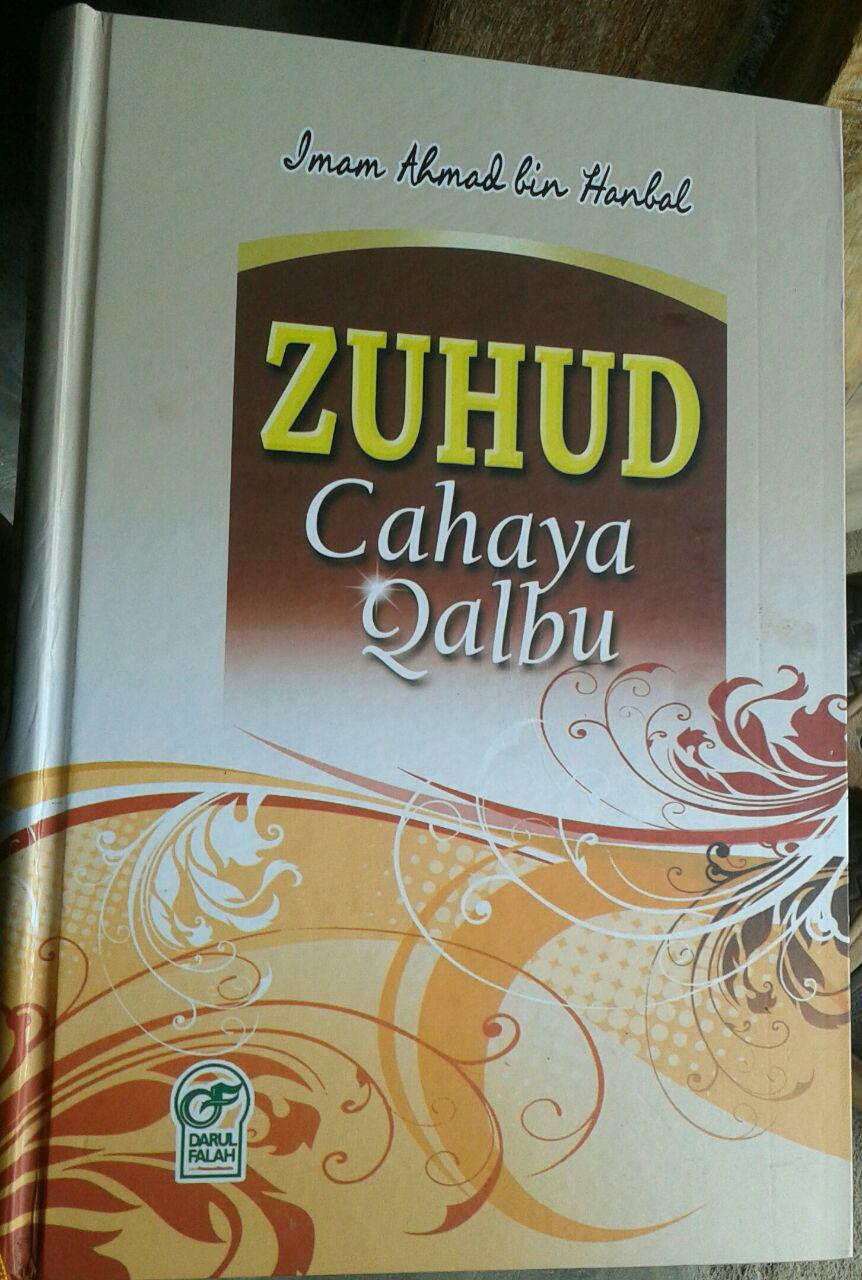 Imam Ahmad bin Hanbal
ZUHUD
Cahaya
Qalbu
DARUL
FALAH